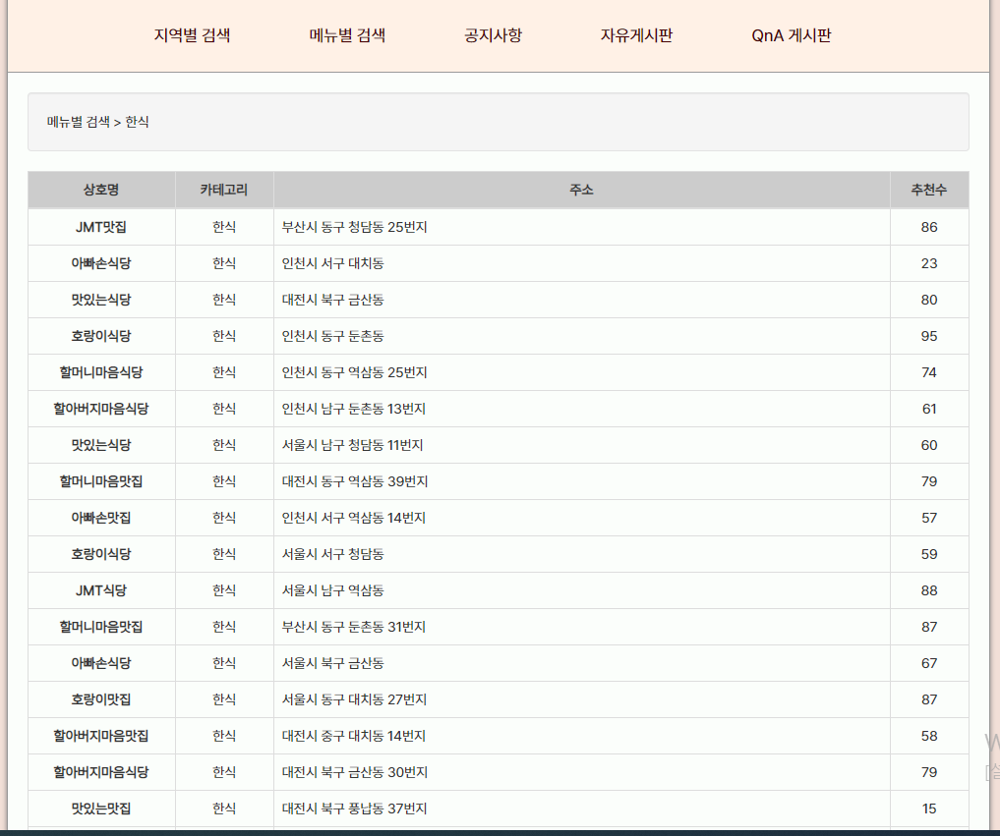 지역별 검색 메뉴별 검색 공지사항 자유게시판 QnA 게시판
메뉴별 검색 > 한식
상호명 카테고리 주소 추천수
JMT맛집 한식 부산시 동구 청담동 25번지 86
아빠손식당 한식 인천시 서구 대치동 23
맛있는식당 한식 대전시 북구 금산동 80
호랑이식당 한식 인천시 동구 둔촌동 95
할머니마음식당 한식 인천시 동구 역삼동 25번지 74
할아버지마음식당 한식 인천시 남구 둔촌동 13번지 61
맛있는식당 한식 서울시 남구 청담동 11번지 60
할머니마음맛집 한식 대전시 동구 역삼동 39번지 79
아빠손맛집 한식 인천시 서구 역삼동 14번지 57
호랑이식당 한식 서울시 서구 청담동 59
JMT식당 한식 서울시 남구 역삼동 88
할머니마음맛집 한식 부산시 동구 둔촌동 31번지 87
아빠손식당 한식 서울시 북구 금산동 67
호랑이맛집 한식 서울시 동구 대치동 27번지 87
할아버지마음맛집 한식 대전시 중구 대치동 14번지 58
할아버지마음식당 한식 대전시 북구 금산동 30번지 79
맛있는맛집 한식 대전시 북구 풍납동 37번지 15